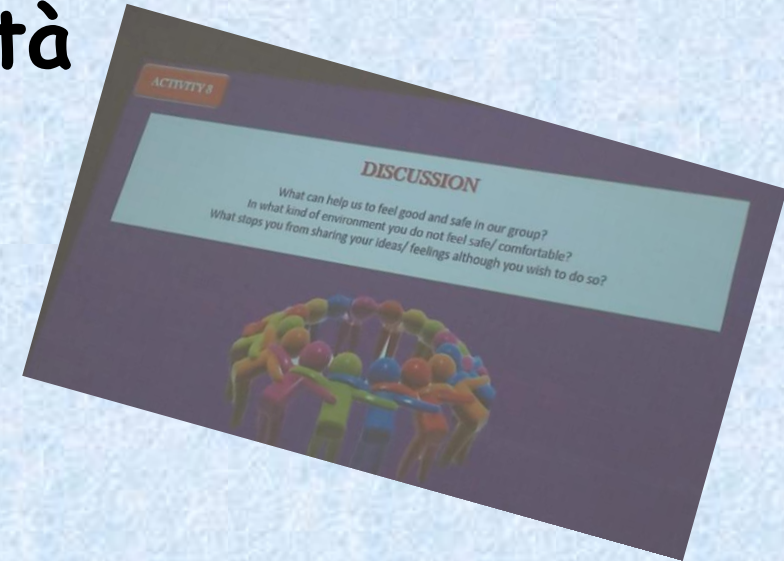 tà
ACTIVITY 8
DISCUSSION
What can help us to feel good and safe in our group?
In what kind of environment you do not feel safe/ comfortable?
What stops you from sharing your ideas/ feelings although you wish to do so?